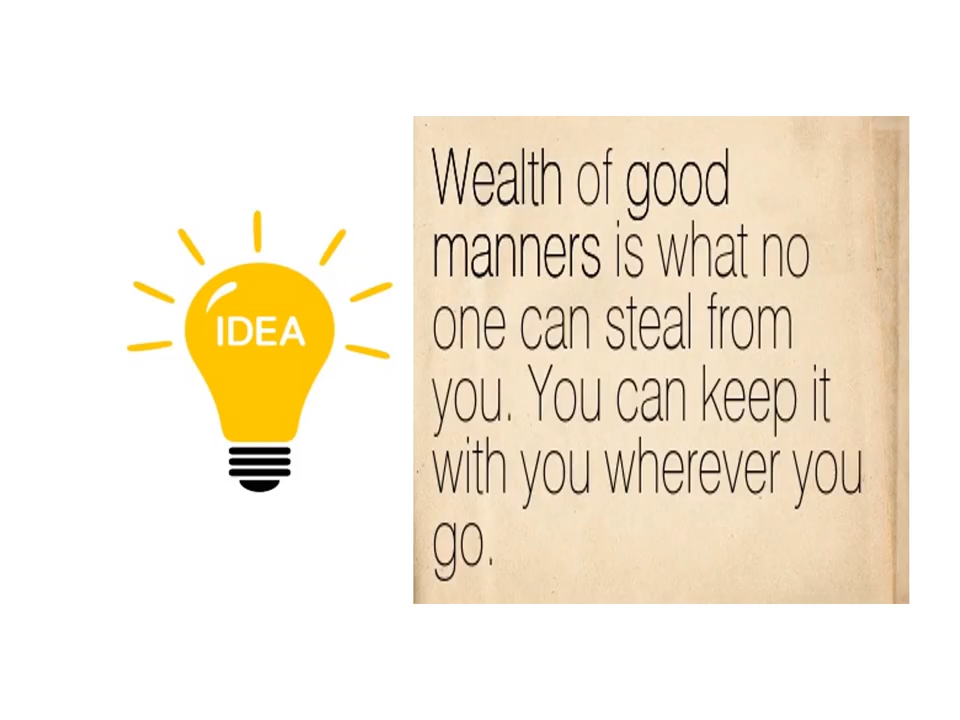 IDEA
Wealth of good
manners is what no
one can steal from
you. You can keep it
with you wherever you
go.